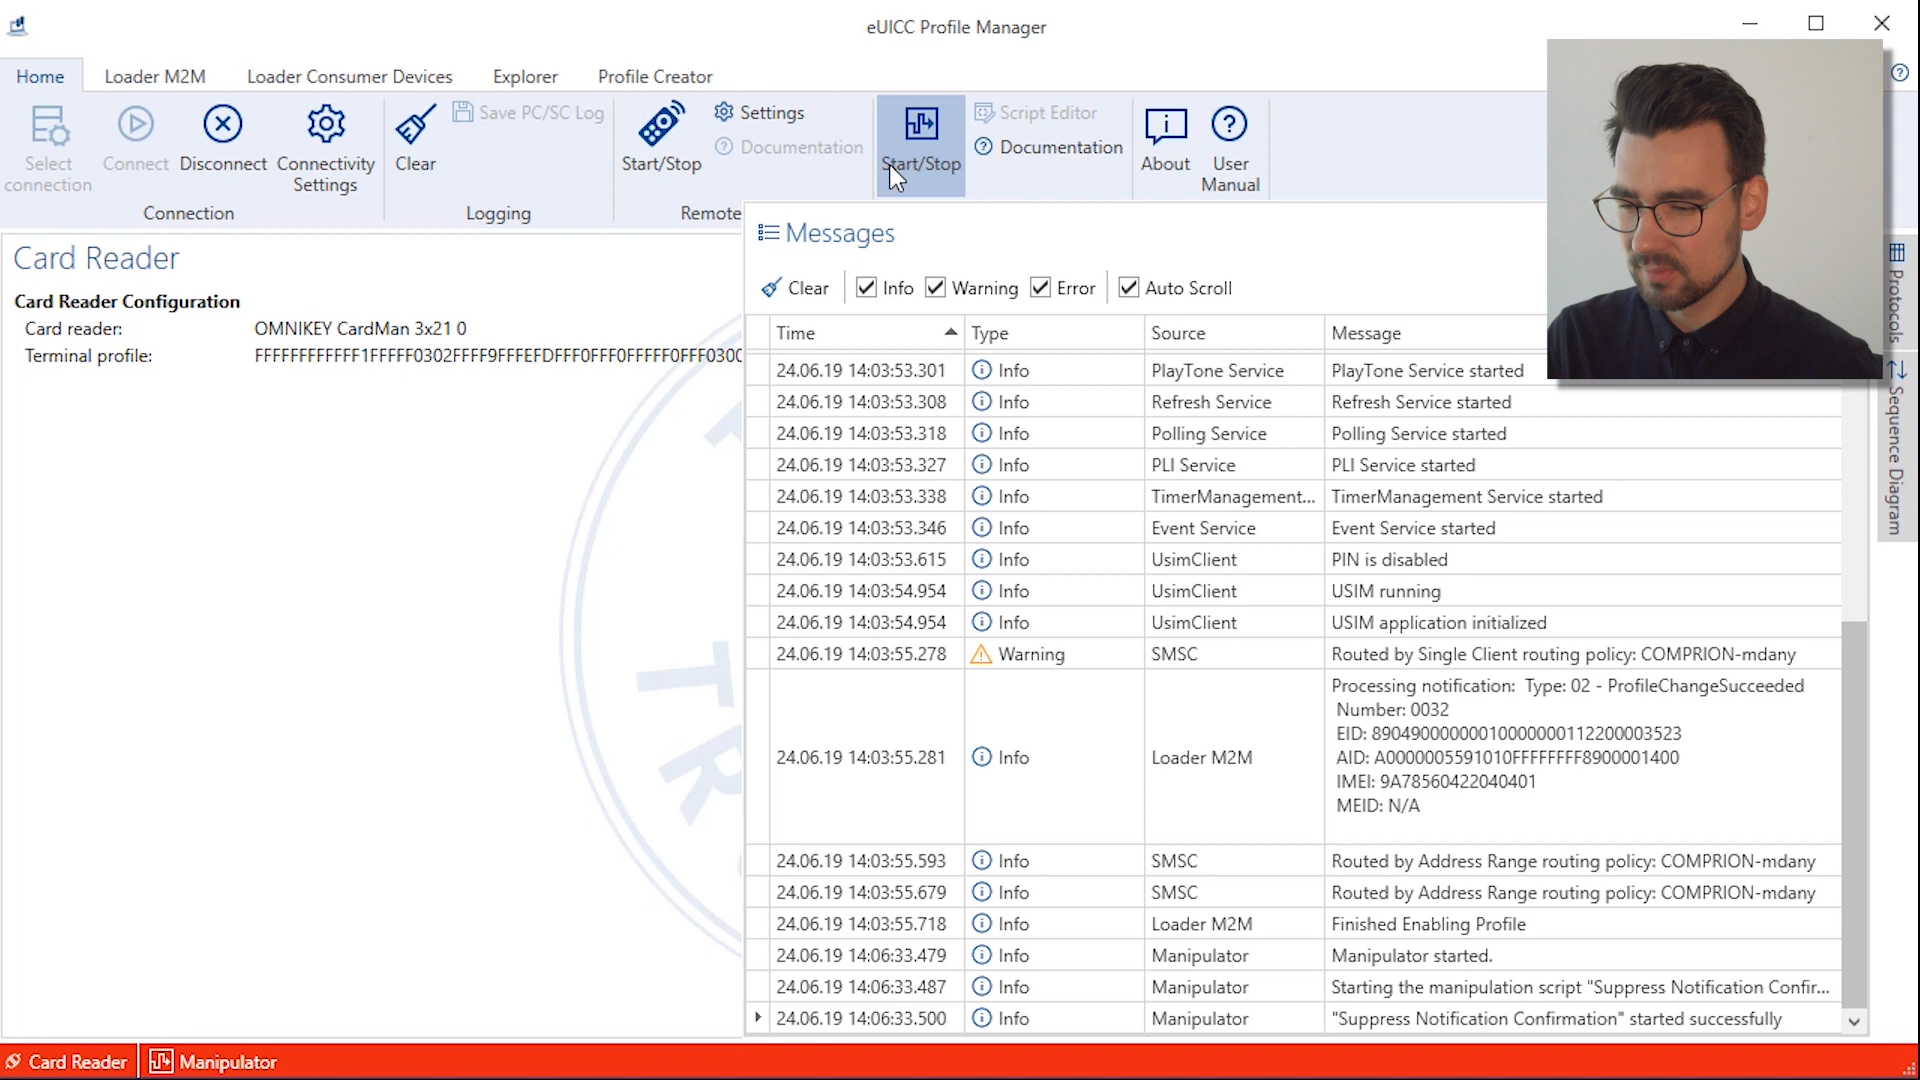 eUICC Profile Manager
Home
Loader M2M
Loader Consumer Devices
Explorer
Profile Creator
Select connection
Connect
Disconnect
Connectivity Settings
Connection
Clear
Save PC/SC Log
Logging
Start/Stop
Settings
Documentation
Remote
Start/Stop
Script Editor
Documentation
About
User Manual
Card Reader
Card Reader Configuration
Card reader: OMNIKEY CardMan 3x21 0
Terminal profile:
Messages
Clear
Info
Warning
Error
Auto Scroll
Time Type Source Message
24.06.19 14:03:53.301 Info PlayTone Service PlayTone Service started
24.06.19 14:03:53.308 Info Refresh Service Refresh Service started
24.06.19 14:03:53.318 Info Polling Service Polling Service started
24.06.19 14:03:53.327 Info PLI Service PLI Service started
24.06.19 14:03:53.338 Info TimerManagement... TimerManagement Service started
24.06.19 14:03:53.346 Info Event Service Event Service started
24.06.19 14:03:53.615 Info UsimClient PIN is disabled
24.06.19 14:03:54.954 Info UsimClient USIM running
24.06.19 14:03:54.954 Info UsimClient USIM application initialized
24.06.19 14:03:55.278 Warning SMSC Routed by Single Client routing policy: COMPRION-mdany
24.06.19 14:03:55.281 Info Loader M2M Processing notification: Type: 02 - ProfileChangeSucceeded
Number: 0032
EID: 89049000000001000000011220000 3523
AID: A0000005591010FFFFFFFF8900001400
IMEI: 9A78560422040401
MEID: N/A
24.06.19 14:03:55.593 Info SMSC Routed by Address Range routing policy: COMPRION-mdany
24.06.19 14:03:55.679 Info SMSC Routed by Address Range routing policy: COMPRION-mdany
24.06.19 14:03:55.718 Info Loader M2M Finished Enabling Profile
24.06.19 14:06:33.479 Info Manipulator Manipulator started.
24.06.19 14:06:33.487 Info Manipulator Starting the manipulation script "Suppress Notification Confir...
24.06.19 14:06:33.500 Info Manipulator "Suppress Notification Confirmation" started successfully
Protocols
Sequence Diagram
Card Reader
Manipulator